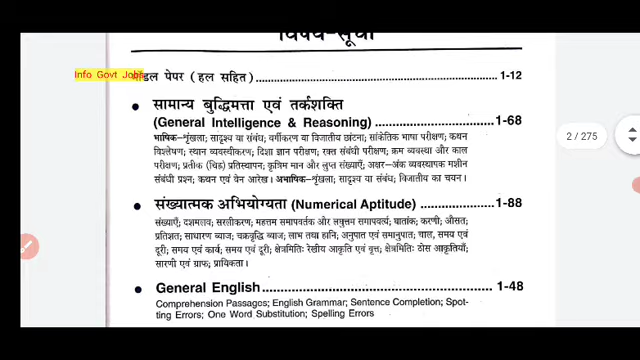 विषय-सूची
Info Govt Jobs
मॉडल पेपर (हल सहित) 1-12
• सामान्य बुद्धिमत्ता एवं तर्कशक्ति
(General Intelligence & Reasoning) 1-68
भाषिक–शृंखला; सादृश्य या संबंध; वर्गीकरण या विजातीय छांटना; सांकेतिक भाषा परीक्षण; कथन
विश्लेषण; स्थान व्यवस्थीकरण; दिशा ज्ञान परीक्षण; रक्त संबंधी परीक्षण; क्रम व्यवस्था और काल
परीक्षण; प्रतीक (चिह्न) प्रतिस्थापन; कृत्रिम मान और लुप्त संख्याएँ; अक्षर-अंक व्यवस्थापक मशीन
संबंधी प्रश्न; कथन एवं वेन आरेख। अभाषिक–शृंखला; सादृश्य या संबंध; विजातीय का चयन।
2 / 275
• संख्यात्मक अभियोग्यता (Numerical Aptitude) 1-88
संख्याएँ; दशमलव; सरलीकरण; महत्तम समापवर्तक और लघुत्तम समापवर्त्य; घातांक; करणी; औसत;
प्रतिशत; साधारण ब्याज; चक्रवृद्धि ब्याज; लाभ तथा हानि; अनुपात एवं समानुपात; चाल, समय एवं
दूरी; समय एवं कार्य; समय एवं दूरी; क्षेत्रमिति: रेखीय आकृति एवं वृत्त; क्षेत्रमिति: ठोस आकृतियाँ;
सारणी एवं ग्राफ; प्रायिकता।
• General English 1-48
Comprehension Passages; English Grammar; Sentence Completion; Spot-
ting Errors; One Word Substitution; Spelling Errors